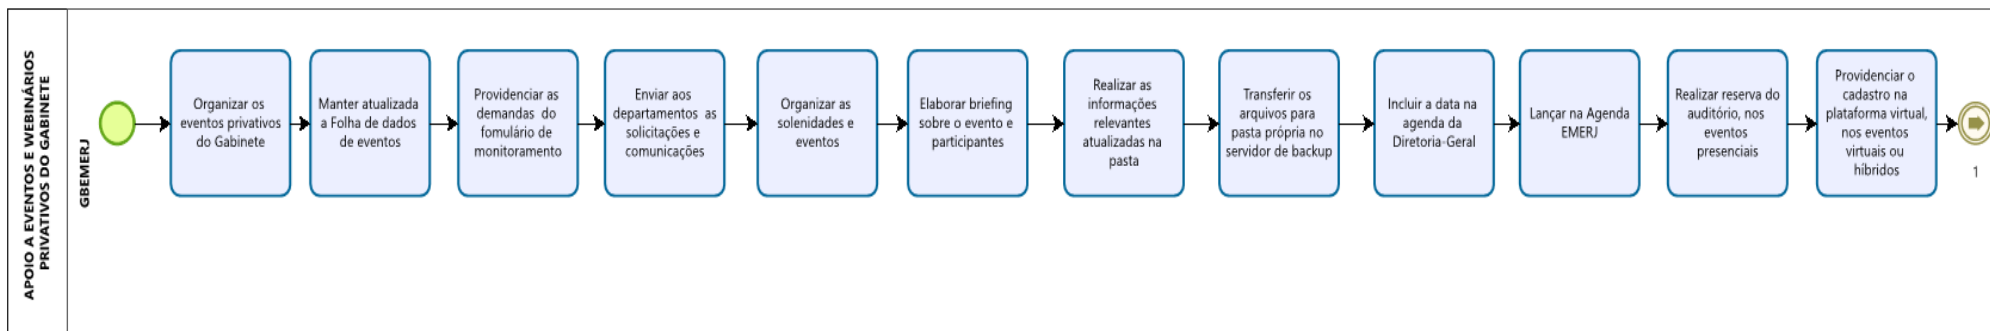 APOIO A EVENTOS E WEBINÁRIOS
PRIVATIVOS DO GABINETE
GBEMERJ
Organizar os
eventos privativos
do Gabinete
Manter atualizada
a Folha de dados
de eventos
Providenciar as
demandas do
fomulário de
monitoramento
Enviar aos
departamentos as
solicitações e
comunicações
Organizar as
solenidades e
eventos
Elaborar briefing
sobre o evento e
participantes
Realizar as
informações
relevantes
atualizadas na
pasta
Transferir os
arquivos para
pasta própria no
servidor de backup
Incluir a data na
agenda da
Diretoria-Geral
Lançar na Agenda
EMERJ
Realizar reserva do
auditório, nos
eventos
presenciais
Providenciar o
cadastro na
plataforma virtual,
nos eventos
virtuais ou
híbridos
1